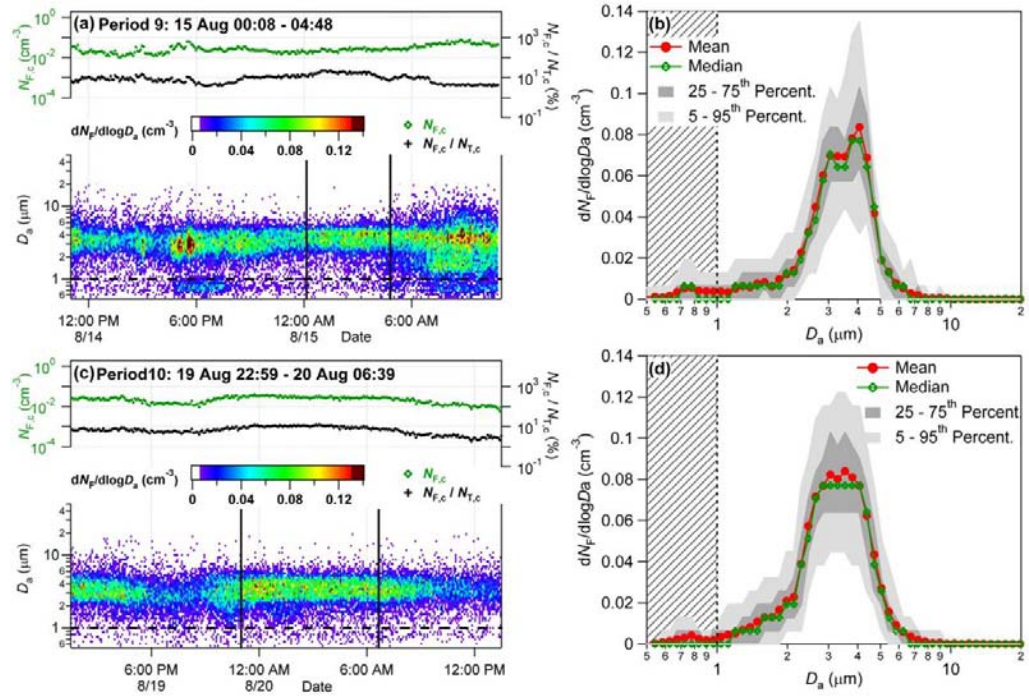 (a) Period 9: 15 Aug 00:08 - 04:48
N_F,c (cm⁻³)
10⁰
10⁻²
10⁻⁴
N_F,c / N_T,c (%)
10³
10¹
10⁻¹
dN_F/dlogD_a (cm⁻³)
0 0.04 0.08 0.12
N_F,c
N_F,c / N_T,c
D_a (μm)
4
2
10
6
4
2
1
6
12:00 PM 6:00 PM 12:00 AM 6:00 AM
8/14 8/15 Date
(b)
Mean
Median
25 - 75th Percent.
5 - 95th Percent.
dN_F/dlogDa (cm⁻³)
0.14
0.12
0.10
0.08
0.06
0.04
0.02
0
5 6 7 8 9 2 3 4 5 6 7 8 9 2
1 10
D_a (μm)
(c) Period10: 19 Aug 22:59 - 20 Aug 06:39
N_F,c (cm⁻³)
10⁰
10⁻²
10⁻⁴
N_F,c / N_T,c (%)
10³
10¹
10⁻¹
dN_F/dlogD_a (cm⁻³)
0 0.04 0.08 0.12
N_F,c
N_F,c / N_T,c
D_a (μm)
4
2
10
6
4
2
1
6
6:00 PM 12:00 AM 6:00 AM 12:00 PM
8/19 8/20 Date
(d)
Mean
Median
25 - 75th Percent.
5 - 95th Percent.
dN_F/dlogDa (cm⁻³)
0.14
0.12
0.10
0.08
0.06
0.04
0.02
0
5 6 7 8 9 2 3 4 5 6 7 8 9 2
1 10
D_a (μm)